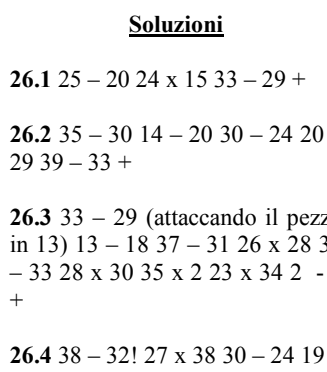 Soluzioni
26.1 25 – 20 24 x 15 33 – 29 +
26.2 35 – 30 14 – 20 30 – 24 20
29 39 – 33 +
26.3 33 – 29 (attaccando il pezz
in 13) 13 – 18 37 – 31 26 x 28 3
– 33 28 x 30 35 x 2 23 x 34 2 -
+
26.4 38 – 32! 27 x 38 30 – 24 19